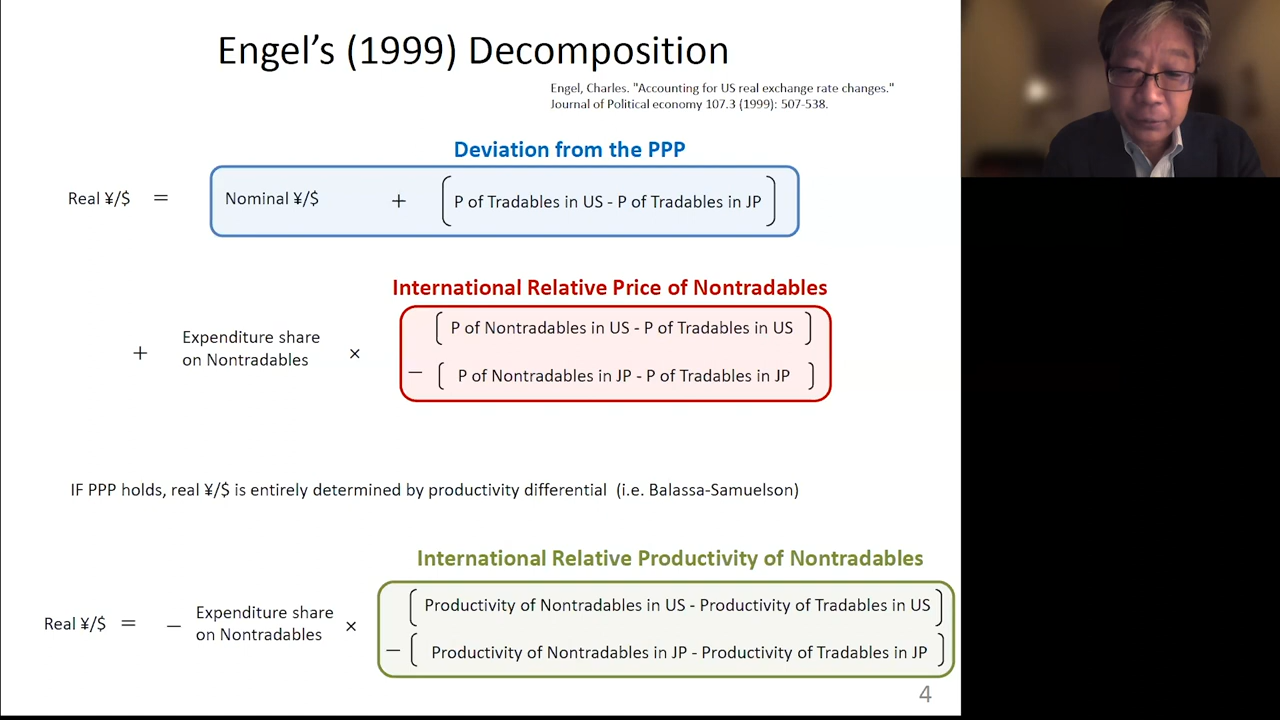 Engel's (1999) Decomposition
Engel, Charles. "Accounting for US real exchange rate changes."
Journal of Political economy 107.3 (1999): 507-538.
Deviation from the PPP
Real ¥/$ = Nominal ¥/$ + ( P of Tradables in US - P of Tradables in JP )
International Relative Price of Nontradables
( P of Nontradables in US - P of Tradables in US )
+ Expenditure share
on Nontradables ×
− ( P of Nontradables in JP - P of Tradables in JP )
IF PPP holds, real ¥/$ is entirely determined by productivity differential (i.e. Balassa-Samuelson)
International Relative Productivity of Nontradables
( Productivity of Nontradables in US - Productivity of Tradables in US )
Real ¥/$ = − Expenditure share
on Nontradables ×
− ( Productivity of Nontradables in JP - Productivity of Tradables in JP )
4